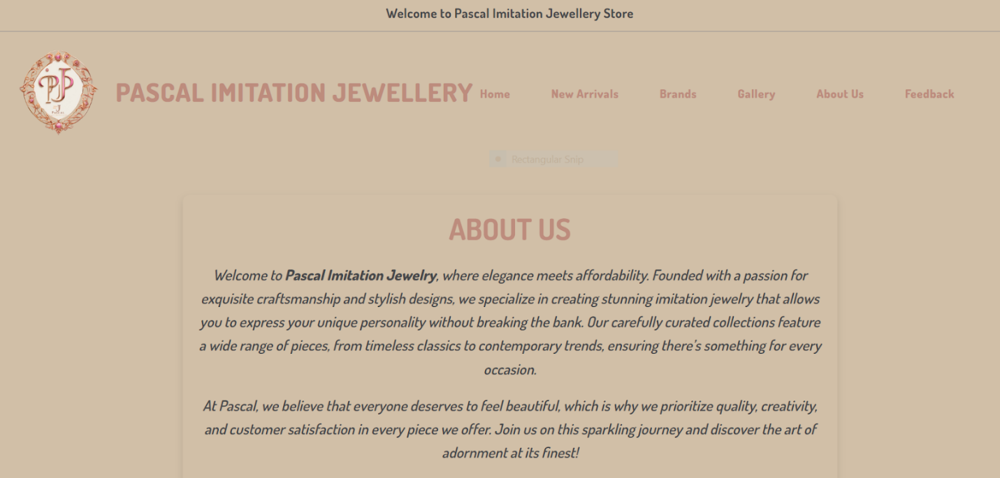 Welcome to Pascal Imitation Jewellery Store
PASCAL IMITATION JEWELLERY
Home New Arrivals Brands Gallery About Us Feedback
Rectangular Snip
ABOUT US
Welcome to Pascal Imitation Jewelry, where elegance meets affordability. Founded with a passion for
exquisite craftsmanship and stylish designs, we specialize in creating stunning imitation jewelry that allows
you to express your unique personality without breaking the bank. Our carefully curated collections feature
a wide range of pieces, from timeless classics to contemporary trends, ensuring there's something for every
occasion.
At Pascal, we believe that everyone deserves to feel beautiful, which is why we prioritize quality, creativity,
and customer satisfaction in every piece we offer. Join us on this sparkling journey and discover the art of
adornment at its finest!